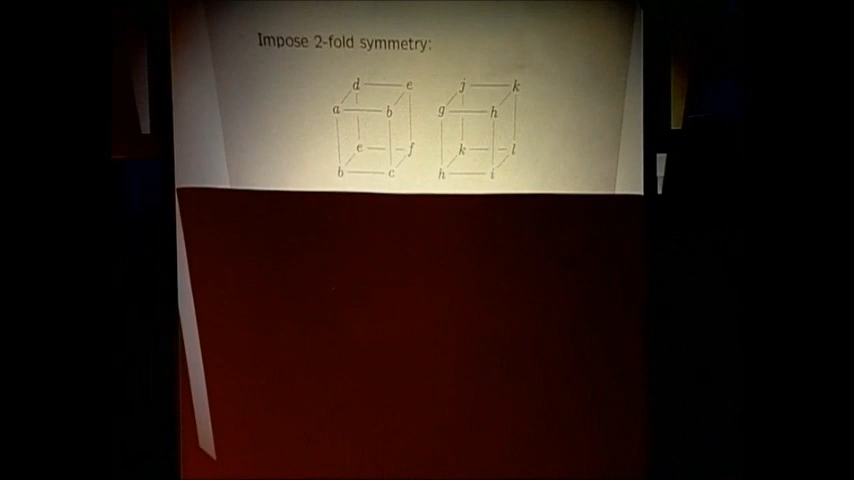 Impose 2-fold symmetry:
d e j k
a b g h
e f k l
b c h i